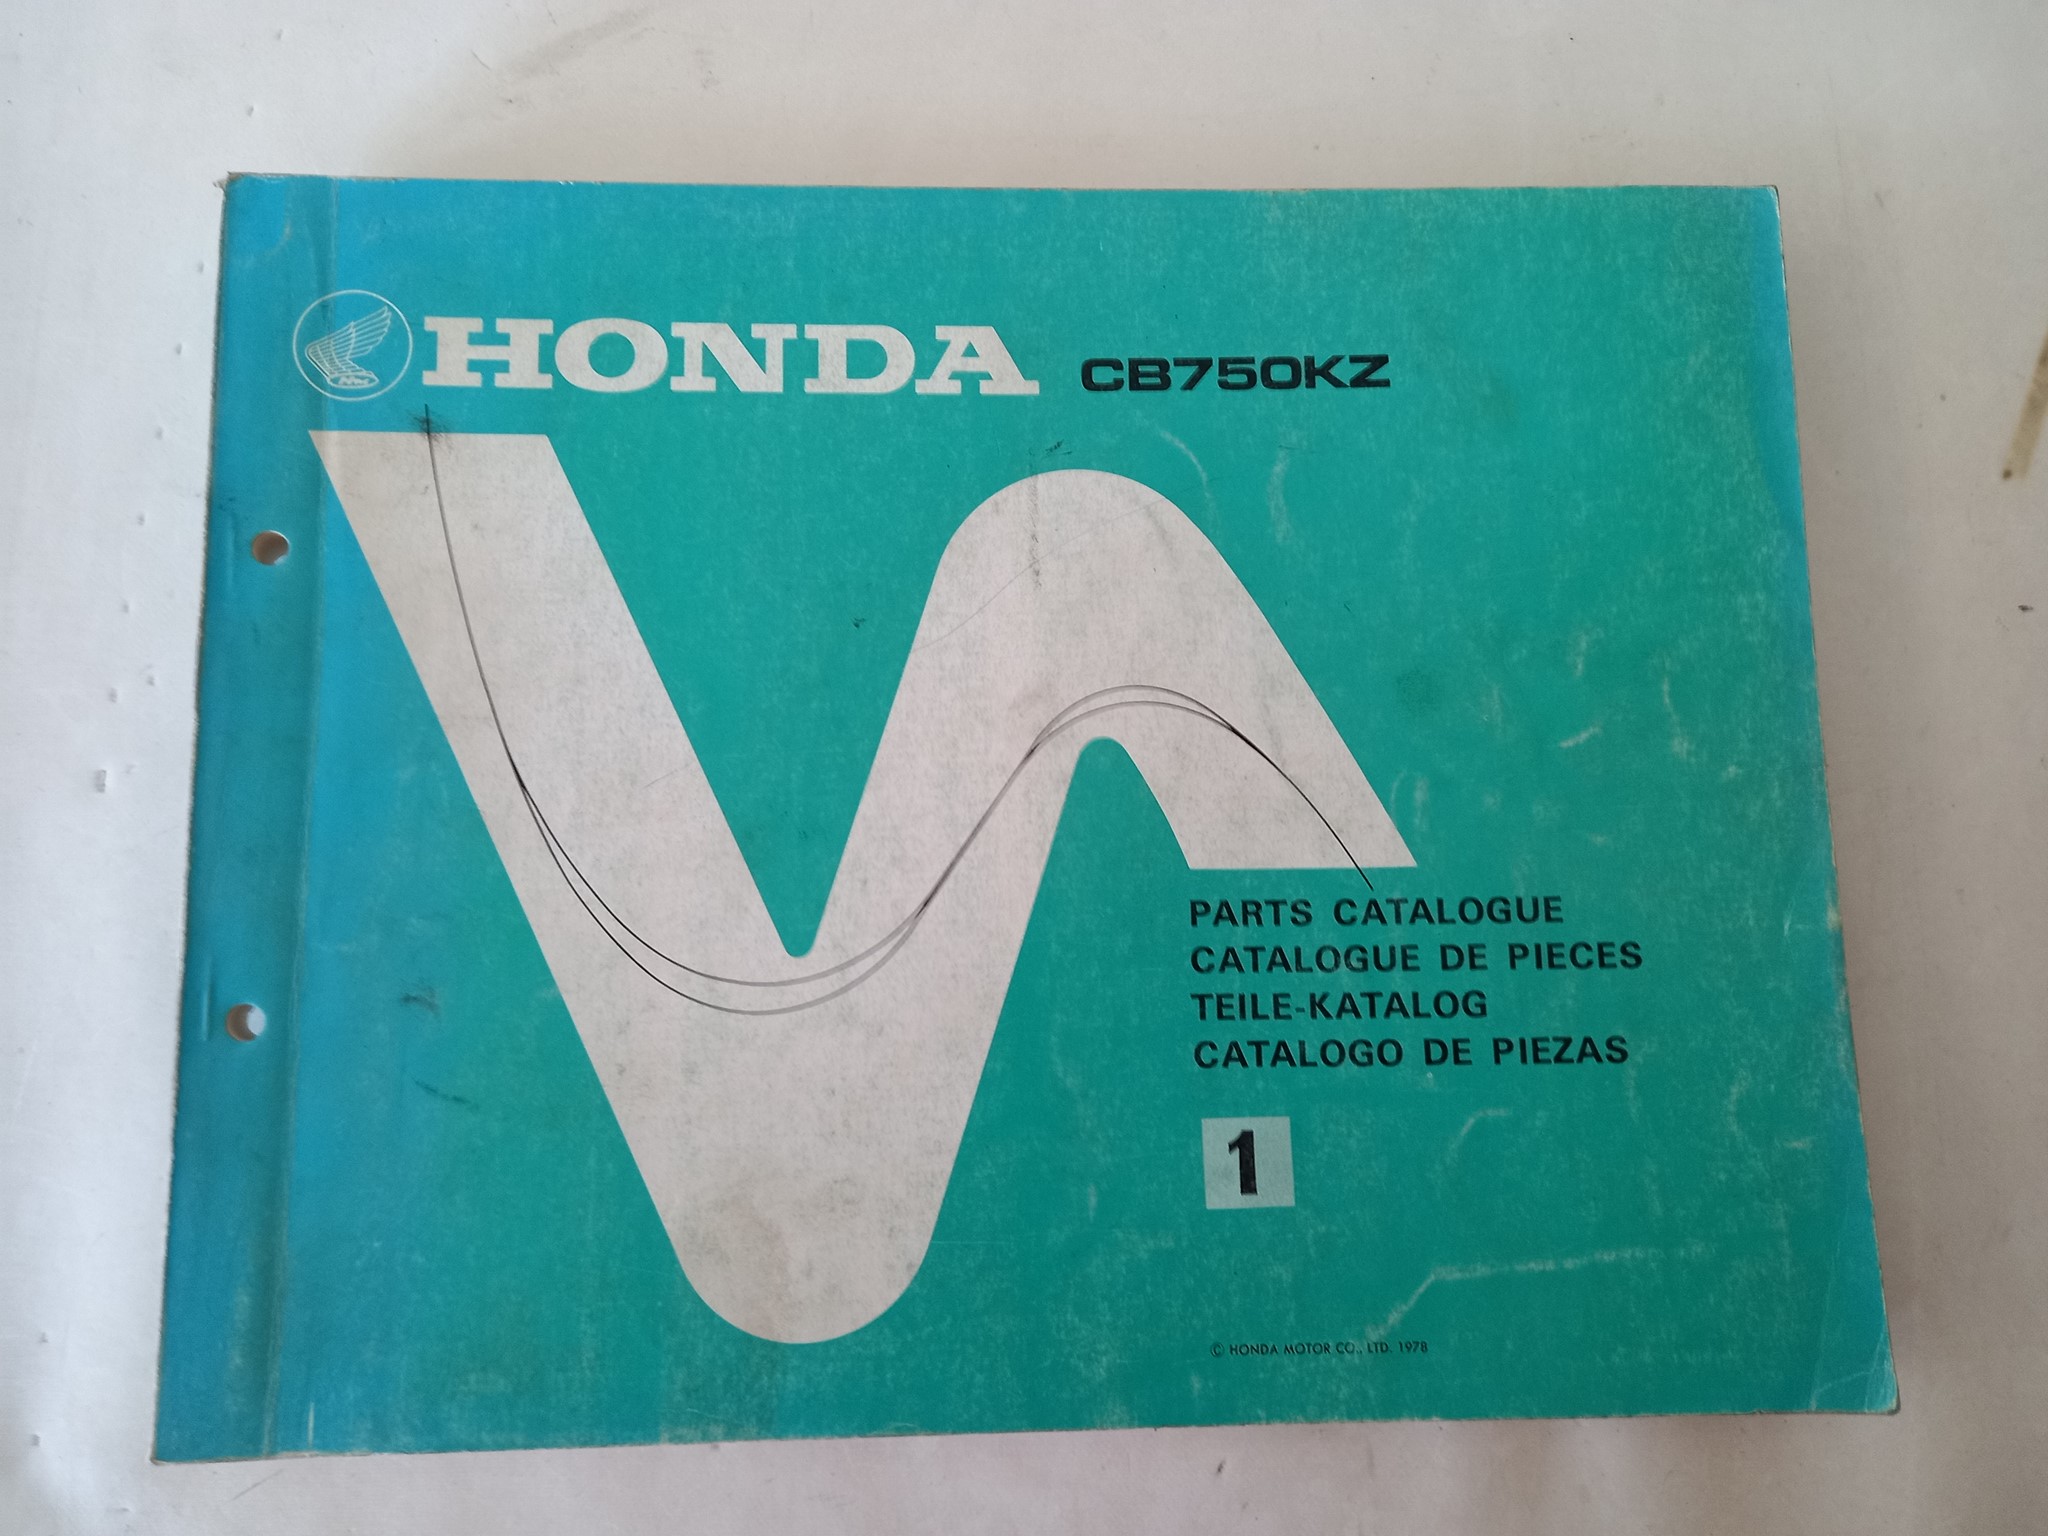 HONDA CB750KZ
PARTS CATALOGUE
CATALOGUE DE PIECES
TEILE-KATALOG
CATALOGO DE PIEZAS
1
© HONDA MOTOR CO., LTD. 1978